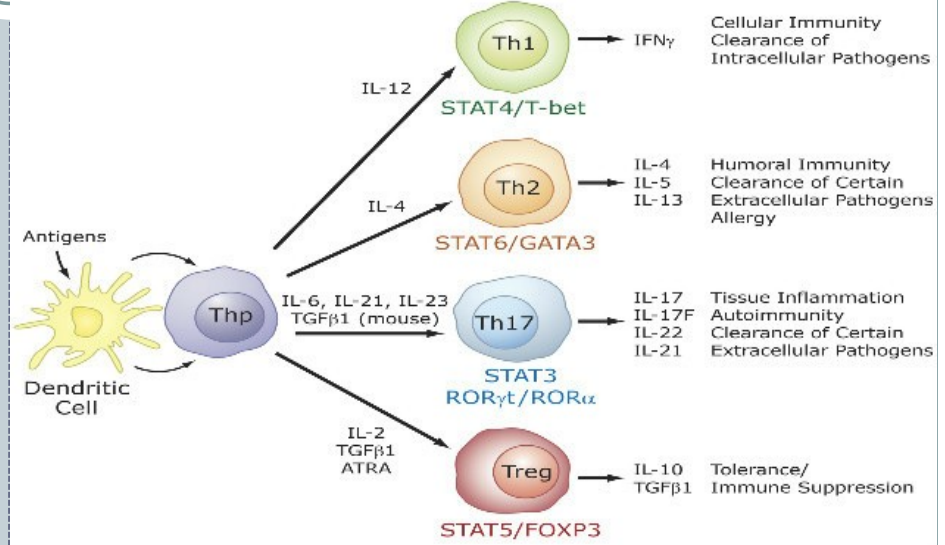 Antigens
Dendritic
Cell
Thp
IL-12
Th1
STAT4/T-bet
IFNγ
Cellular Immunity
Clearance of
Intracellular Pathogens
IL-4
Th2
STAT6/GATA3
IL-4
IL-5
IL-13
Humoral Immunity
Clearance of Certain
Extracellular Pathogens
Allergy
IL-6, IL-21, IL-23
TGFβ1 (mouse)
Th17
STAT3
RORγt/RORα
IL-17
IL-17F
IL-22
IL-21
Tissue Inflammation
Autoimmunity
Clearance of Certain
Extracellular Pathogens
IL-2
TGFβ1
ATRA
Treg
STAT5/FOXP3
IL-10
TGFβ1
Tolerance/
Immune Suppression